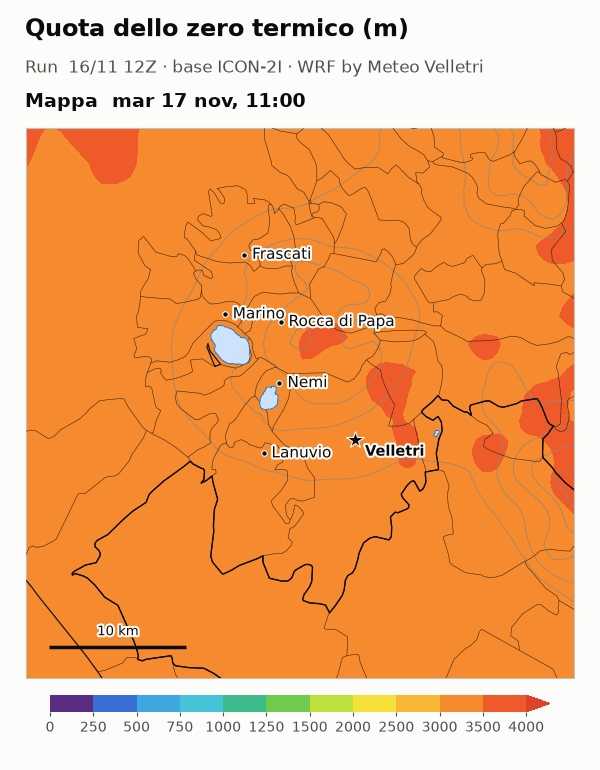 Quota dello zero termico (m)
Run  16/11 12Z · base ICON-2I · WRF by Meteo Velletri
Mappa  mar 17 nov, 11:00
Frascati
Marino
Rocca di Papa
Nemi
Velletri
Lanuvio
10 km
0 250 500 750 1000 1250 1500 2000 2500 3000 3500 4000